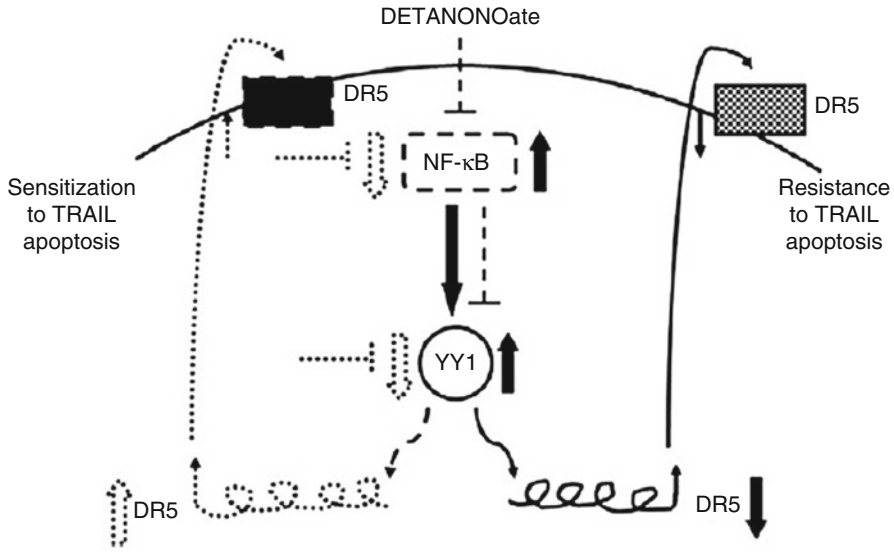 DETANONOate
DR5
DR5
NF-κB
Sensitization
to TRAIL
apoptosis
Resistance
to TRAIL
apoptosis
YY1
DR5
DR5